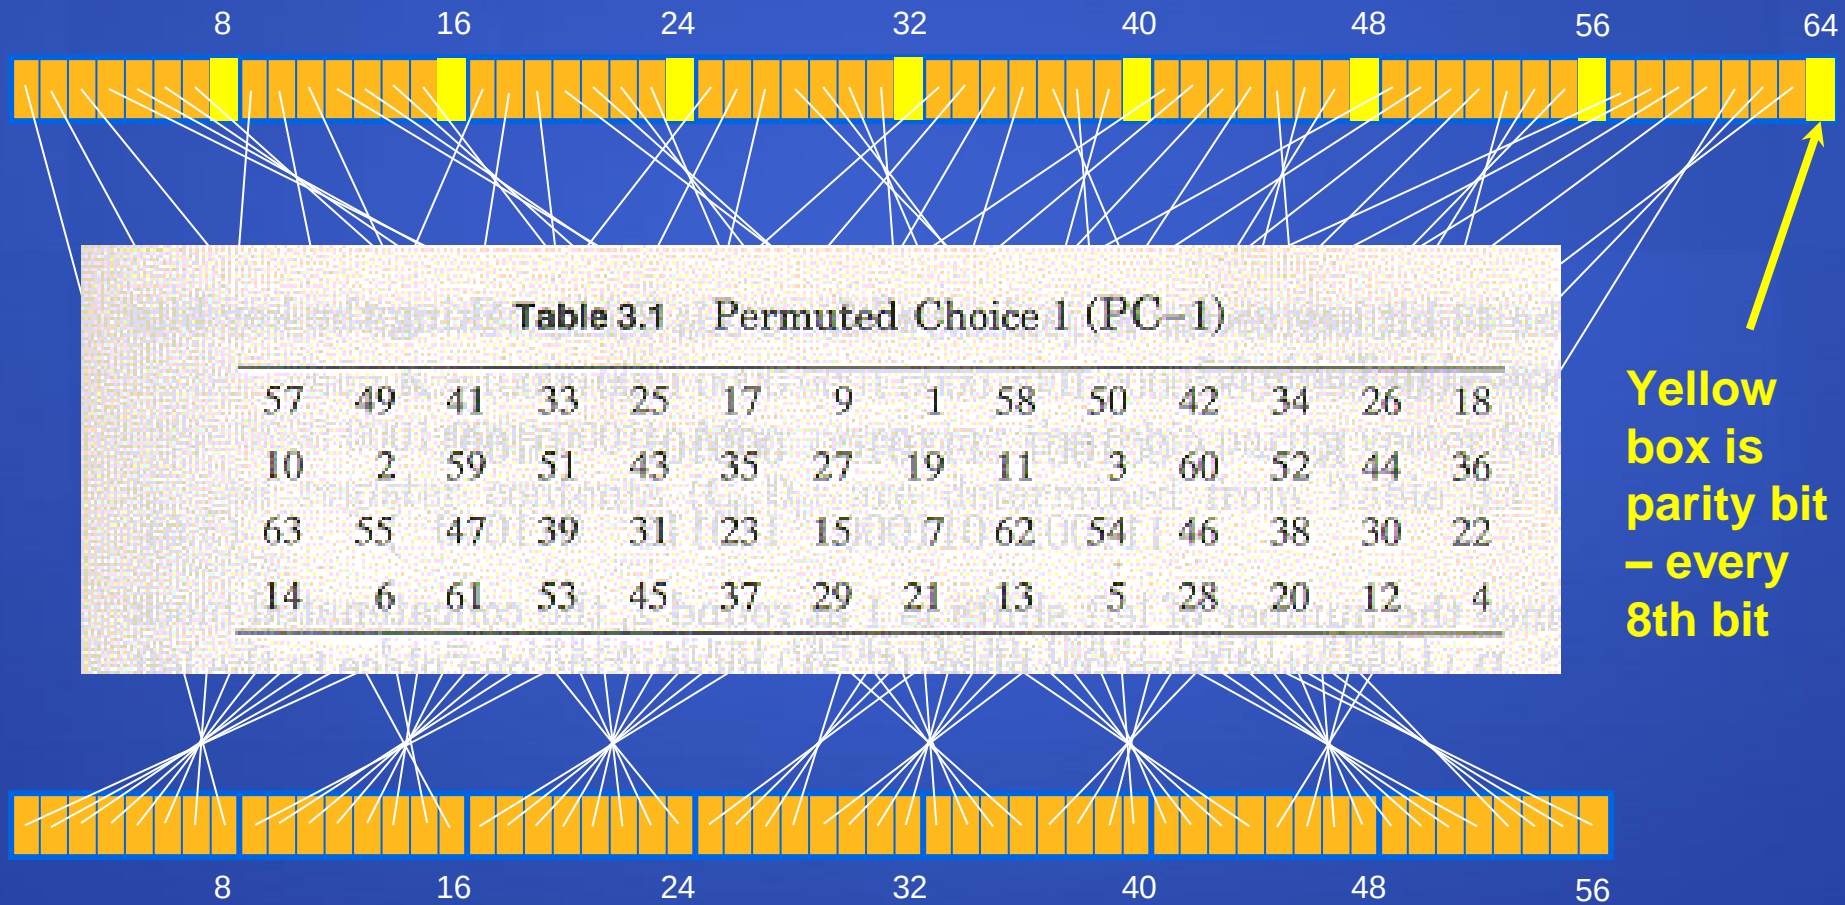 8 16 24 32 40 48 56 64
Table 3.1 Permuted Choice 1 (PC–1)
57 49 41 33 25 17 9 1 58 50 42 34 26 18
10 2 59 51 43 35 27 19 11 3 60 52 44 36
63 55 47 39 31 23 15 7 62 54 46 38 30 22
14 6 61 53 45 37 29 21 13 5 28 20 12 4
Yellow
box is
parity bit
– every
8th bit
8 16 24 32 40 48 56